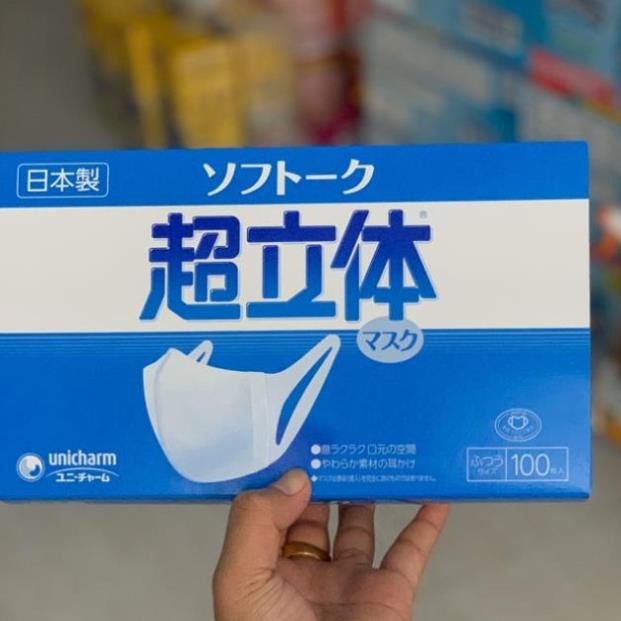 日本製
ソフトーク
超立体®
マスク
●息ラクラク口元の空間
●やわらか素材の耳かけ
unicharm
ユニ・チャーム
ふつう
サイズ
100枚入